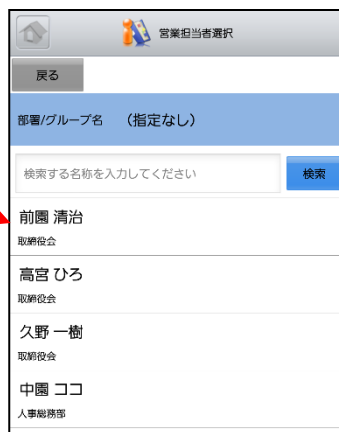 営業担当者選択
戻る
部署/グループ名 （指定なし）
検索する名称を入力してください 検索
前園 清治
取締役会
高宮 ひろ
取締役会
久野 一樹
取締役会
中園 ココ
人事総務部